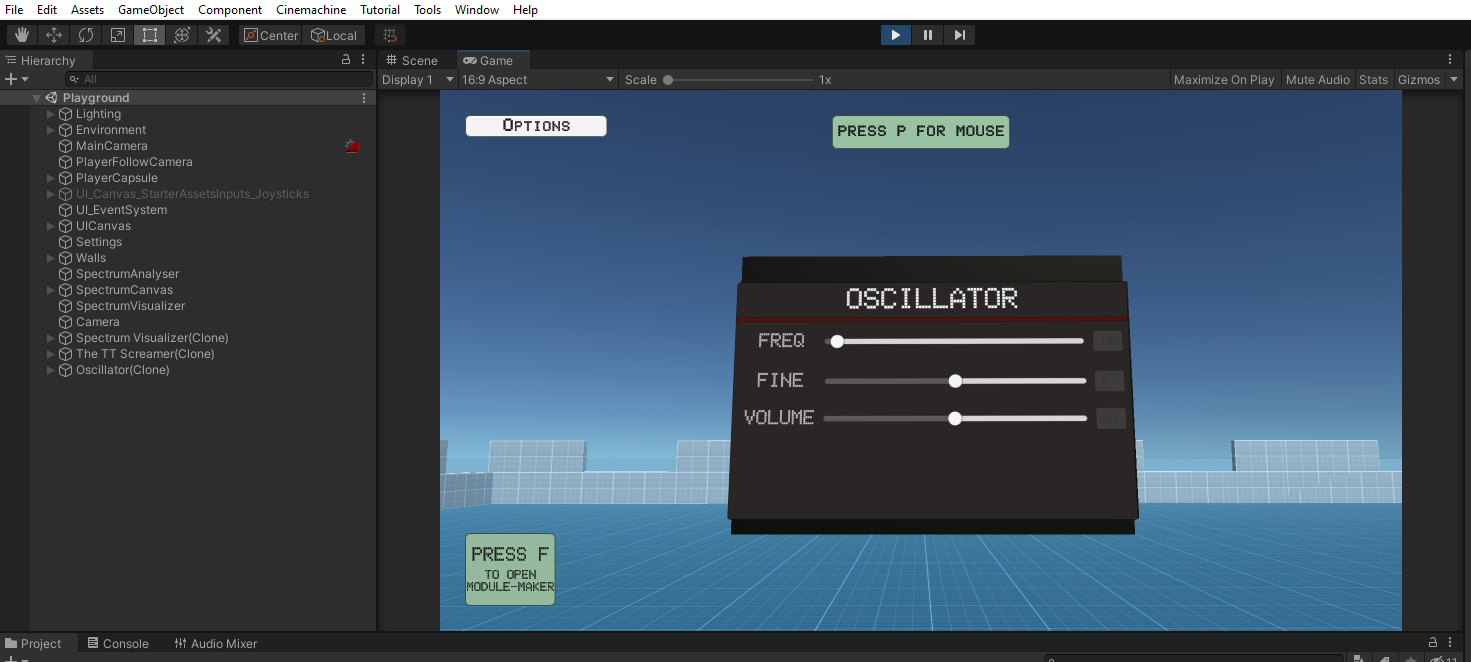 File Edit Assets GameObject Component Cinemachine Tutorial Tools Window Help
Center Local
Hierarchy
Scene Game
All
Display 1 16:9 Aspect Scale 1x Maximize On Play Mute Audio Stats Gizmos
Playground
Lighting
Environment
MainCamera
PlayerFollowCamera
PlayerCapsule
UI_Canvas_StarterAssetsInputs_Joysticks
UI_EventSystem
UICanvas
Settings
Walls
SpectrumAnalyser
SpectrumCanvas
SpectrumVisualizer
Camera
Spectrum Visualizer(Clone)
The TT Screamer(Clone)
Oscillator(Clone)
OPTIONS
PRESS P FOR MOUSE
OSCILLATOR
FREQ
FINE
VOLUME
PRESS F
TO OPEN
MODULE-MAKER
Project Console Audio Mixer
11